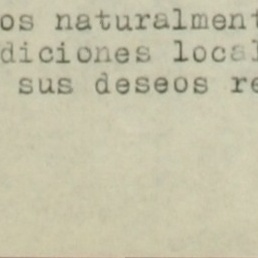 os naturalment
diciones local
sus deseos re